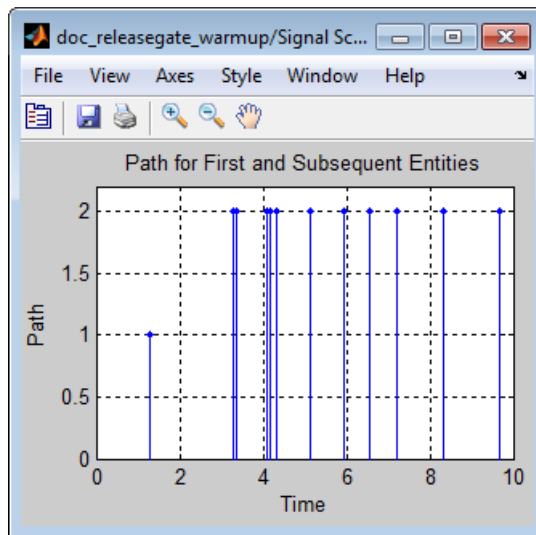 doc_releasegate_warmup/Signal Sc...
File View Axes Style Window Help
Path for First and Subsequent Entities
2
1.5
1
0.5
0
Path
0 2 4 6 8 10
Time